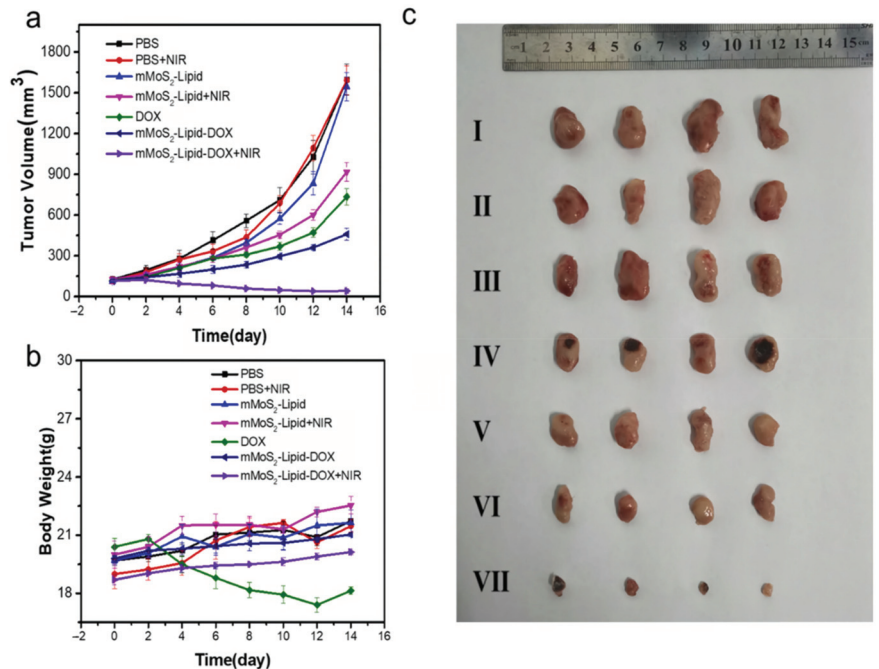 a
Tumor Volume(mm³)
1800
1500
1200
900
600
300
0
PBS
PBS+NIR
mMoS₂-Lipid
mMoS₂-Lipid+NIR
DOX
mMoS₂-Lipid-DOX
mMoS₂-Lipid-DOX+NIR
−2 0 2 4 6 8 10 12 14 16
Time(day)
b
Body Weight(g)
30
27
24
21
18
PBS
PBS+NIR
mMoS₂-Lipid
mMoS₂-Lipid+NIR
DOX
mMoS₂-Lipid-DOX
mMoS₂-Lipid-DOX+NIR
−2 0 2 4 6 8 10 12 14 16
Time(day)
c
cm 1 2 3 4 5 6 7 8 9 10 11 12 13 14 15
I
II
III
IV
V
VI
VII